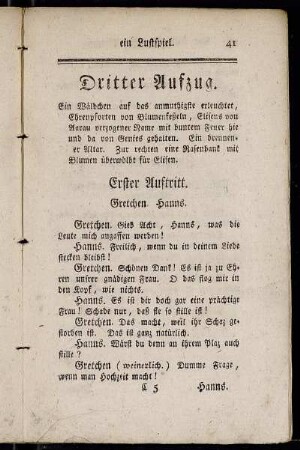 ein Lustspiel. 41
Dritter Aufzug.
Ein Wäldchen auf das anmuthigste erleuchtet,
Ehrenpforten von Blumenfesseln, Elisens von
Aarau verzogener Name mit buntem Feuer hie
und da von Genies gehalten. Ein brennen-
er Altar. Zur rechten eine Rasenbank mit
Blumen überwölbt für Elisen.
Erster Auftritt.
Gretchen. Hanns.
Gretchen. Gieb Acht, Hanns, was die
Leute mich angaffen werden!
Hanns. Freilich, wenn du in deinem Liede
stecken bleibst!
Gretchen. Schönen Dank! Es ist ja zu Eh-
ren unsrer gnädigen Frau. O das flog mir in
den Kopf, wie nichts.
Hanns. Es ist dir doch gar eine prächtige
Frau! Schade nur, daß sie so stille ist!
Gretchen. Das macht, weil ihr Schaz ge-
storben ist. Das ist ganz natürlich.
Hanns. Wärst du denn an ihrem Plaz auch
stille?
Gretchen (weinerlich.) Dumme Frage,
wenn man Hochzeit macht!
C 5 Hanns.